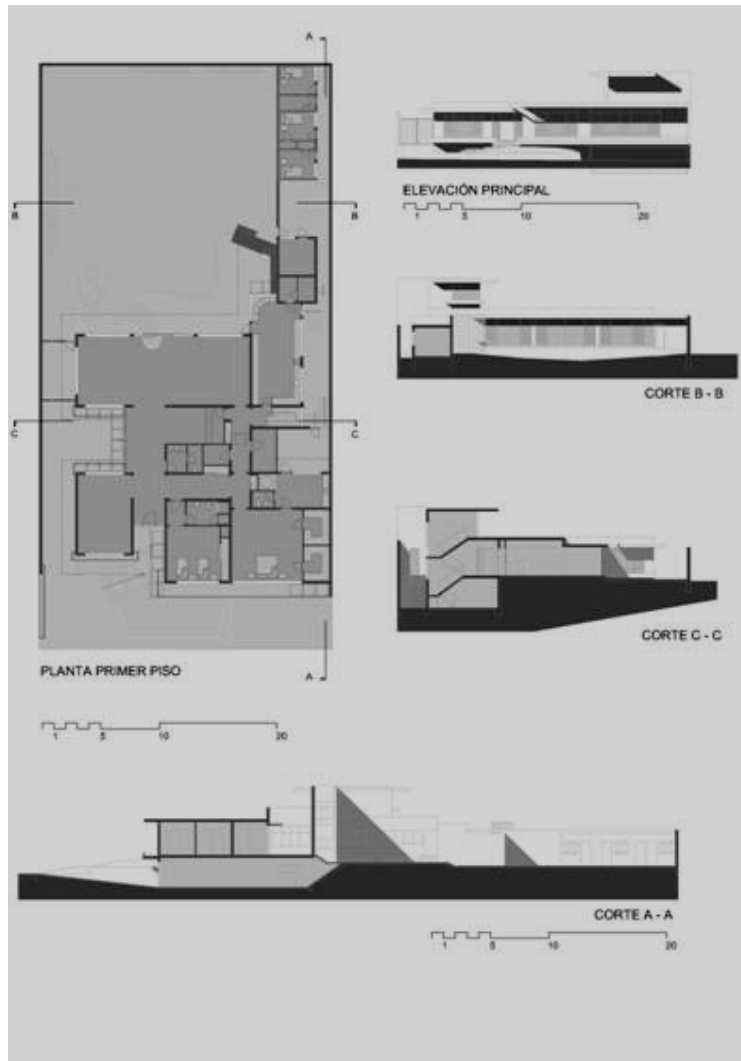 A
B
B
C
C
A
PLANTA PRIMER PISO
1 5 10 20
ELEVACIÓN PRINCIPAL
1 5 10 20
CORTE B - B
CORTE C - C
CORTE A - A
1 5 10 20